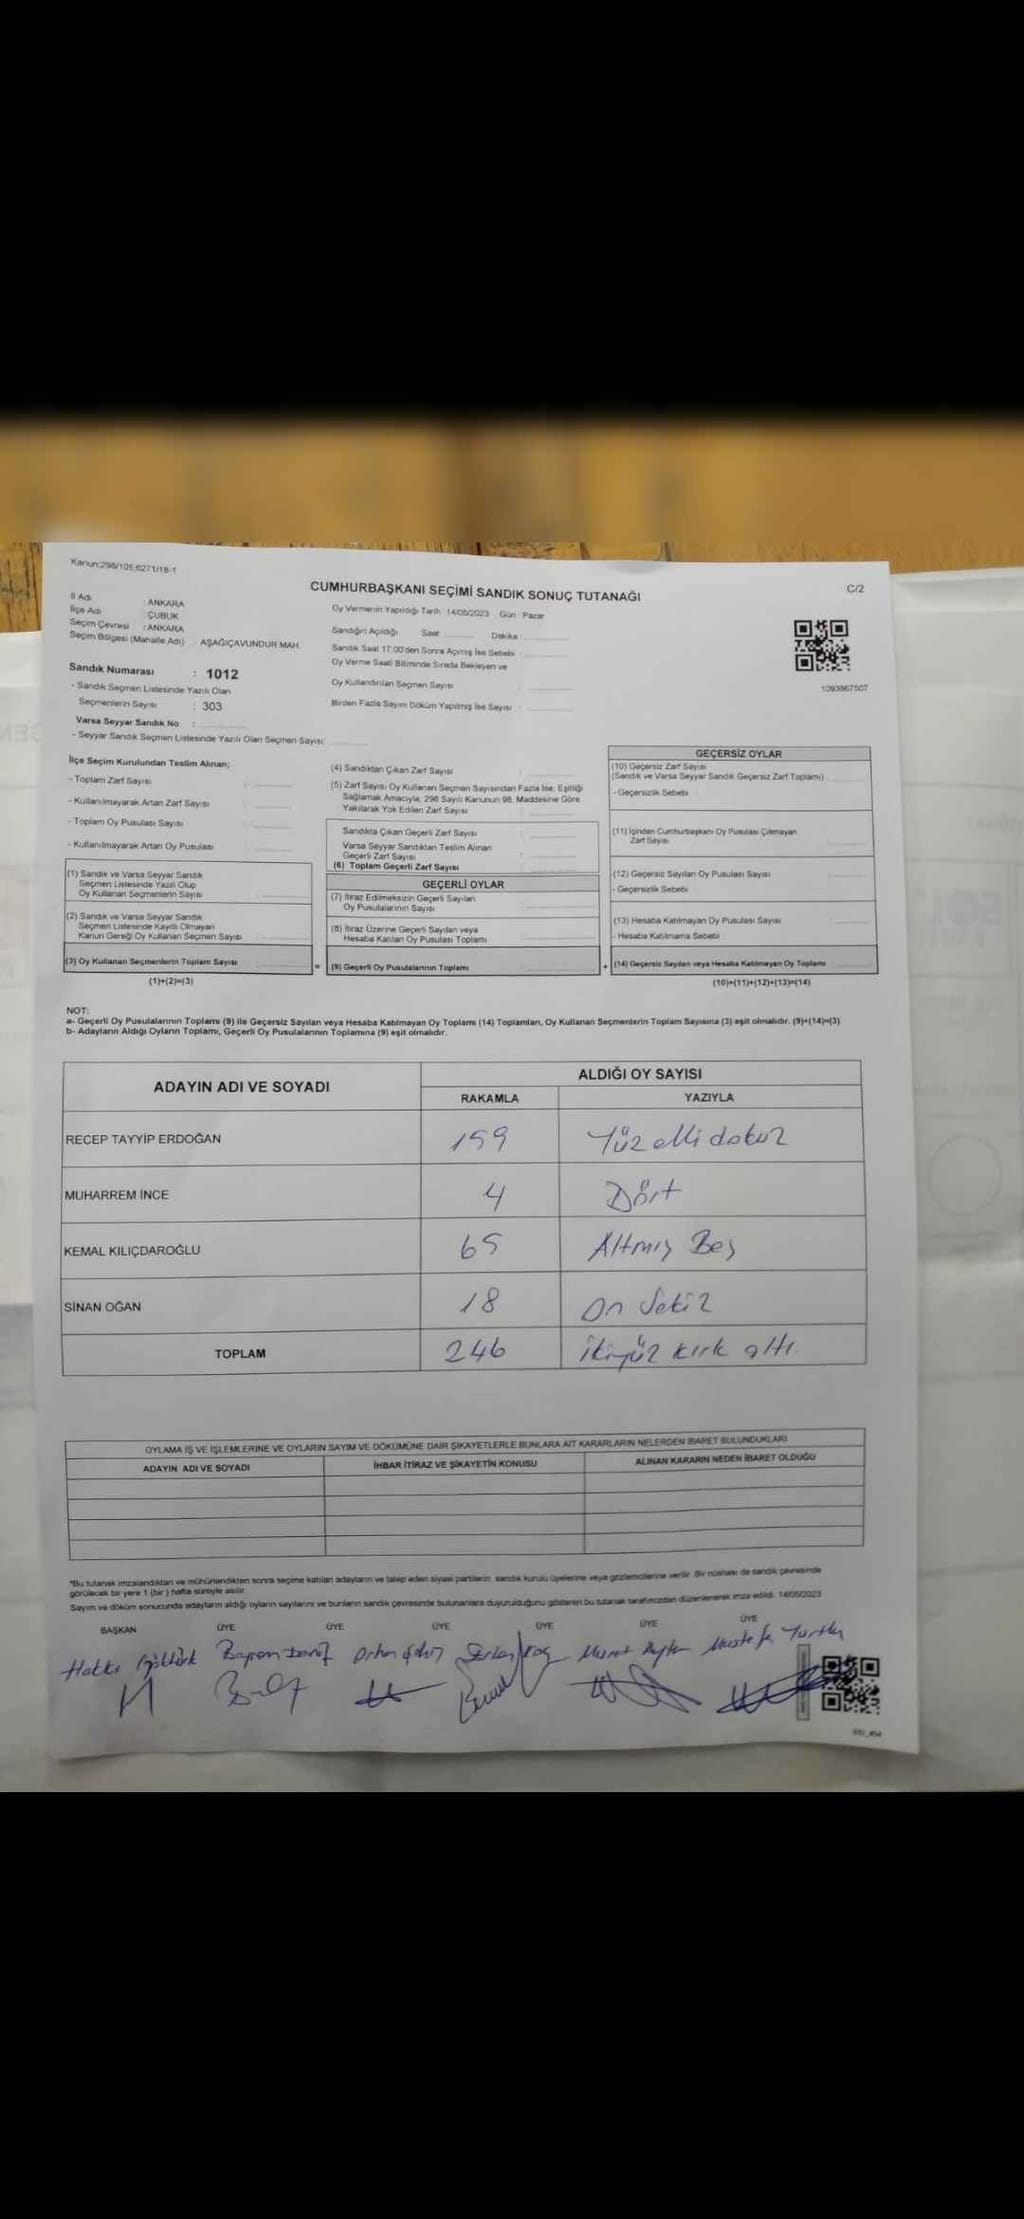 Kanun:298/105,6271/18-1
CUMHURBAŞKANI SEÇİMİ SANDIK SONUÇ TUTANAĞI
C/2
İl Adı : ANKARA
İlçe Adı : ÇUBUK
Seçim Çevresi : ANKARA
Seçim Bölgesi (Mahalle Adı) : AŞAĞIÇAVUNDUR MAH.
Oy Vermenin Yapıldığı Tarih : 14/05/2023 Gün : Pazar
Sandığın Açıldığı Saat Dakika :
Sandık Saat 17.00'den Sonra Açılmış İse Sebebi :
Oy Verme Saati Bitiminde Sırada Bekleyen ve
Oy Kullandırılan Seçmen Sayısı :
Birden Fazla Sayım Döküm Yapılmış İse Sayısı :
1093867507
Sandık Numarası : 1012
- Sandık Seçmen Listesinde Yazılı Olan
Seçmenlerin Sayısı : 303
Varsa Seyyar Sandık No :
- Seyyar Sandık Seçmen Listesinde Yazılı Olan Seçmen Sayısı:
İlçe Seçim Kurulundan Teslim Alınan;
- Toplam Zarf Sayısı :
- Kullanılmayarak Artan Zarf Sayısı :
- Toplam Oy Pusulası Sayısı :
- Kullanılmayarak Artan Oy Pusulası :
(1) Sandık ve Varsa Seyyar Sandık
Seçmen Listesinde Yazılı Olup
Oy Kullanan Seçmenlerin Sayısı :
(2) Sandık ve Varsa Seyyar Sandık
Seçmen Listesinde Kayıtlı Olmayan
Kanun Gereği Oy Kullanan Seçmen Sayısı :
(3) Oy Kullanan Seçmenlerin Toplam Sayısı :
(1)+(2)=(3)
(4) Sandıktan Çıkan Zarf Sayısı :
(5) Zarf Sayısı Oy Kullanan Seçmen Sayısından Fazla İse, Eşitliği
Sağlamak Amacıyla, 298 Sayılı Kanunun 98. Maddesine Göre
Yakılarak Yok Edilen Zarf Sayısı :
Sandıkta Çıkan Geçerli Zarf Sayısı :
Varsa Seyyar Sandıktan Teslim Alınan
Geçerli Zarf Sayısı :
(6) Toplam Geçerli Zarf Sayısı :
GEÇERLİ OYLAR
(7) İtiraz Edilmeksizin Geçerli Sayılan
Oy Pusulalarının Sayısı :
(8) İtiraz Üzerine Geçerli Sayılan veya
Hesaba Katılan Oy Pusulası Toplamı :
= (9) Geçerli Oy Pusulalarının Toplamı :
GEÇERSİZ OYLAR
(10) Geçersiz Zarf Sayısı
(Sandık ve Varsa Seyyar Sandık Geçersiz Zarf Toplamı) :
- Geçersizlik Sebebi :
(11) İçinden Cumhurbaşkanı Oy Pusulası Çıkmayan
Zarf Sayısı :
(12) Geçersiz Sayılan Oy Pusulası Sayısı :
- Geçersizlik Sebebi :
(13) Hesaba Katılmayan Oy Pusulası Sayısı :
- Hesaba Katılmama Sebebi :
+ (14) Geçersiz Sayılan veya Hesaba Katılmayan Oy Toplamı :
(10)+(11)+(12)+(13)=(14)
NOT:
a- Geçerli Oy Pusulalarının Toplamı (9) ile Geçersiz Sayılan veya Hesaba Katılmayan Oy Toplamı (14) Toplamları, Oy Kullanan Seçmenlerin Toplam Sayısına (3) eşit olmalıdır. (9)+(14)=(3)
b- Adayların Aldığı Oyların Toplamı, Geçerli Oy Pusulalarının Toplamına (9) eşit olmalıdır.
ADAYIN ADI VE SOYADI ALDIĞI OY SAYISI
RAKAMLA YAZIYLA
RECEP TAYYİP ERDOĞAN 159 Yüz elli dokuz
MUHARREM İNCE 4 Dört
KEMAL KILIÇDAROĞLU 65 Altmış Beş
SİNAN OĞAN 18 On Sekiz
TOPLAM 246 ikiyüz kırk altı
OYLAMA İŞ VE İŞLEMLERİNE VE OYLARIN SAYIM VE DÖKÜMÜNE DAİR ŞİKAYETLERLE BUNLARA AİT KARARLARIN NELERDEN İBARET BULUNDUKLARI
ADAYIN ADI VE SOYADI İHBAR İTİRAZ VE ŞİKAYETİN KONUSU ALINAN KARARIN NEDEN İBARET OLDUĞU
*Bu tutanak imzalandıktan ve mühürlendikten sonra seçime katılan adayların ve talep eden siyasi partilerin sandık kurulu üyelerine veya gözlemcilerine verilir. Bir nüshası da sandık çevresinde
görülecek bir yere 1 (bir) hafta süreyle asılır.
Sayım ve döküm sonucunda adayların aldığı oyların sayılarını ve bunların sandık çevresinde bulunanlara duyurulduğunu gösteren bu tutanak tarafımızdan düzenlenerek imza edildi. 14/05/2023
BAŞKAN ÜYE ÜYE ÜYE ÜYE ÜYE ÜYE
Hakkı Bayram Murat Mustafa